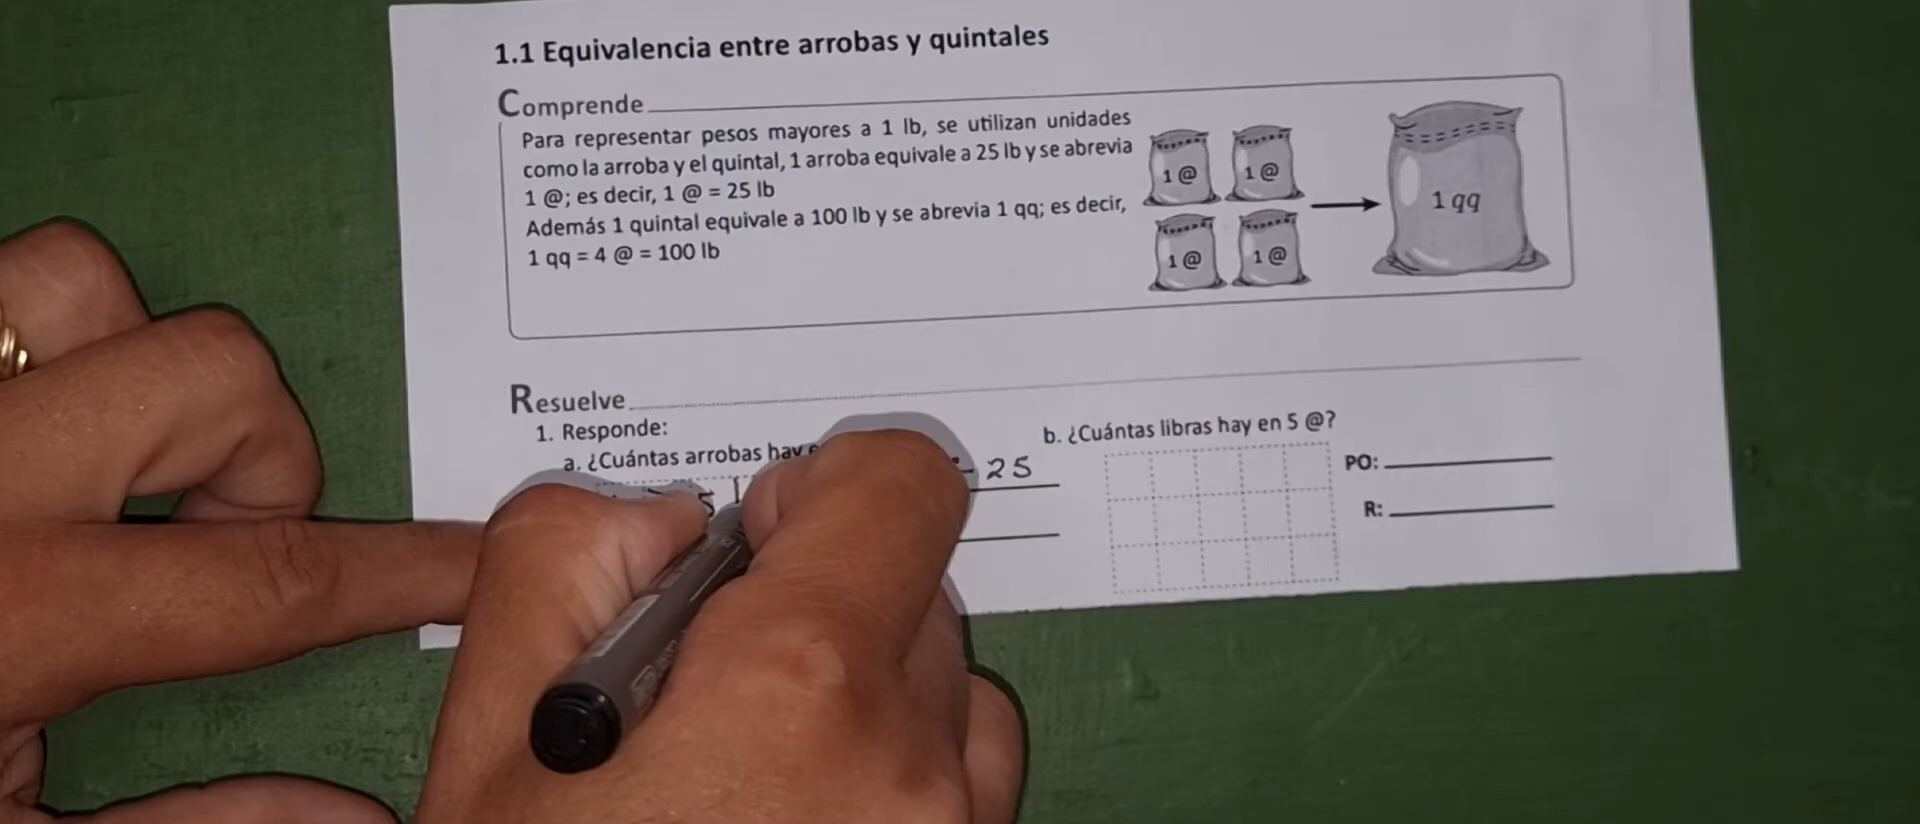 1.1 Equivalencia entre arrobas y quintales
Comprende
Para representar pesos mayores a 1 lb, se utilizan unidades
como la arroba y el quintal, 1 arroba equivale a 25 lb y se abrevia
1 @; es decir, 1 @ = 25 lb
Además 1 quintal equivale a 100 lb y se abrevia 1 qq; es decir,
1 qq = 4 @ = 100 lb
1 @ 1 @
1 @ 1 @
1 qq
Resuelve
1. Responde:
a. ¿Cuántas arrobas hay
25
5
b. ¿Cuántas libras hay en 5 @?
PO:
R: